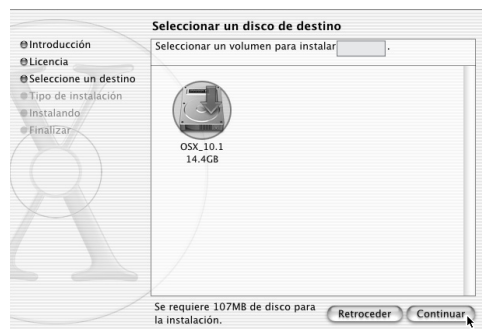 Seleccionar un disco de destino
Introducción
Licencia
Seleccione un destino
Tipo de instalación
Instalando
Finalizar
Seleccionar un volumen para instalar .
OSX_10.1
14.4GB
Se requiere 107MB de disco para
la instalación.
Retroceder
Continuar